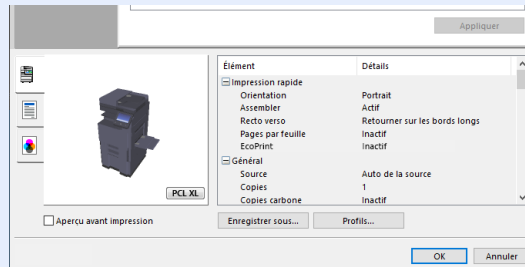 Appliquer
Élément Détails
Impression rapide
Orientation Portrait
Assembler Actif
Recto verso Retourner sur les bords longs
Pages par feuille Inactif
EcoPrint Inactif
Général
Source Auto de la source
Copies 1
Copies carbone Inactif
PCL XL
Aperçu avant impression Enregistrer sous... Profils...
OK Annuler